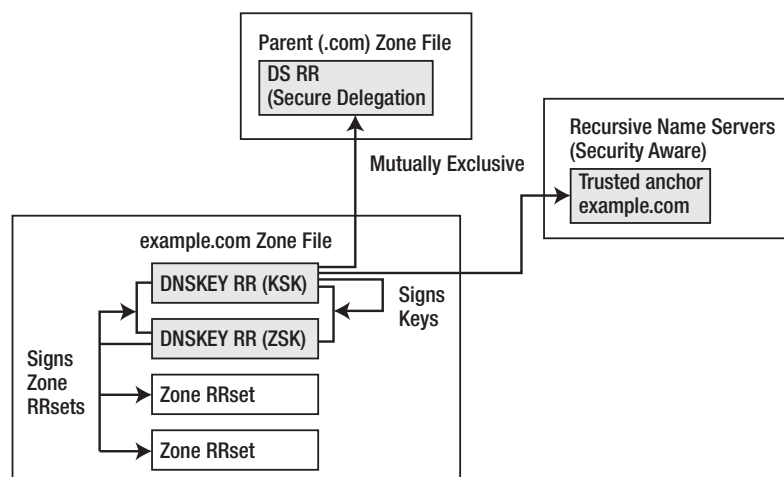 Parent (.com) Zone File
DS RR
(Secure Delegation
Mutually Exclusive
Recursive Name Servers
(Security Aware)
Trusted anchor
example.com
example.com Zone File
DNSKEY RR (KSK)
DNSKEY RR (ZSK)
Signs
Keys
Signs
Zone
RRsets
Zone RRset
Zone RRset